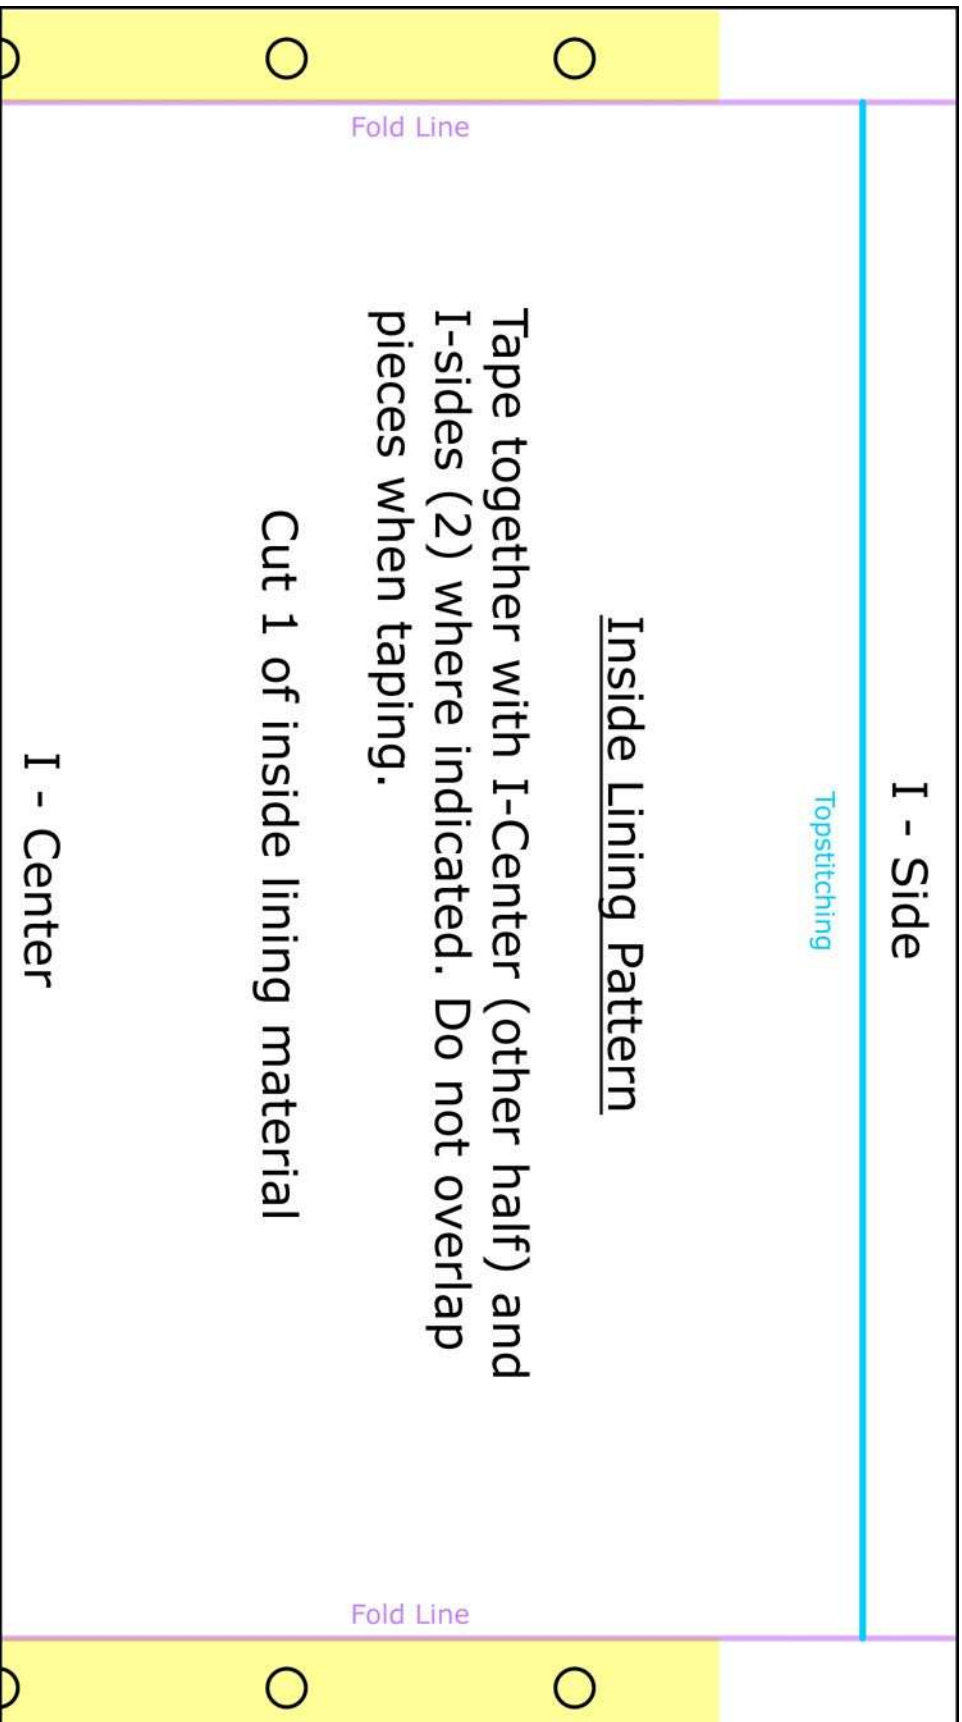 Fold Line
I - Side
Topstitching
Inside Lining Pattern
Tape together with I-Center (other half) and
I-sides (2) where indicated. Do not overlap
pieces when taping.
Cut 1 of inside lining material
I - Center
Fold Line